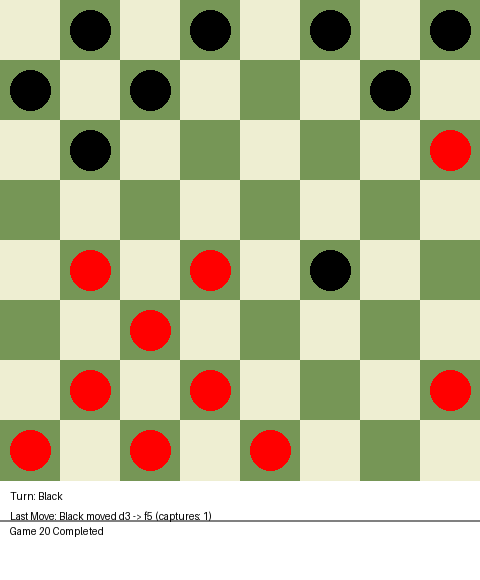 Turn: Black
Last Move: Black moved d3 -> f5 (captures: 1)
Game 20 Completed